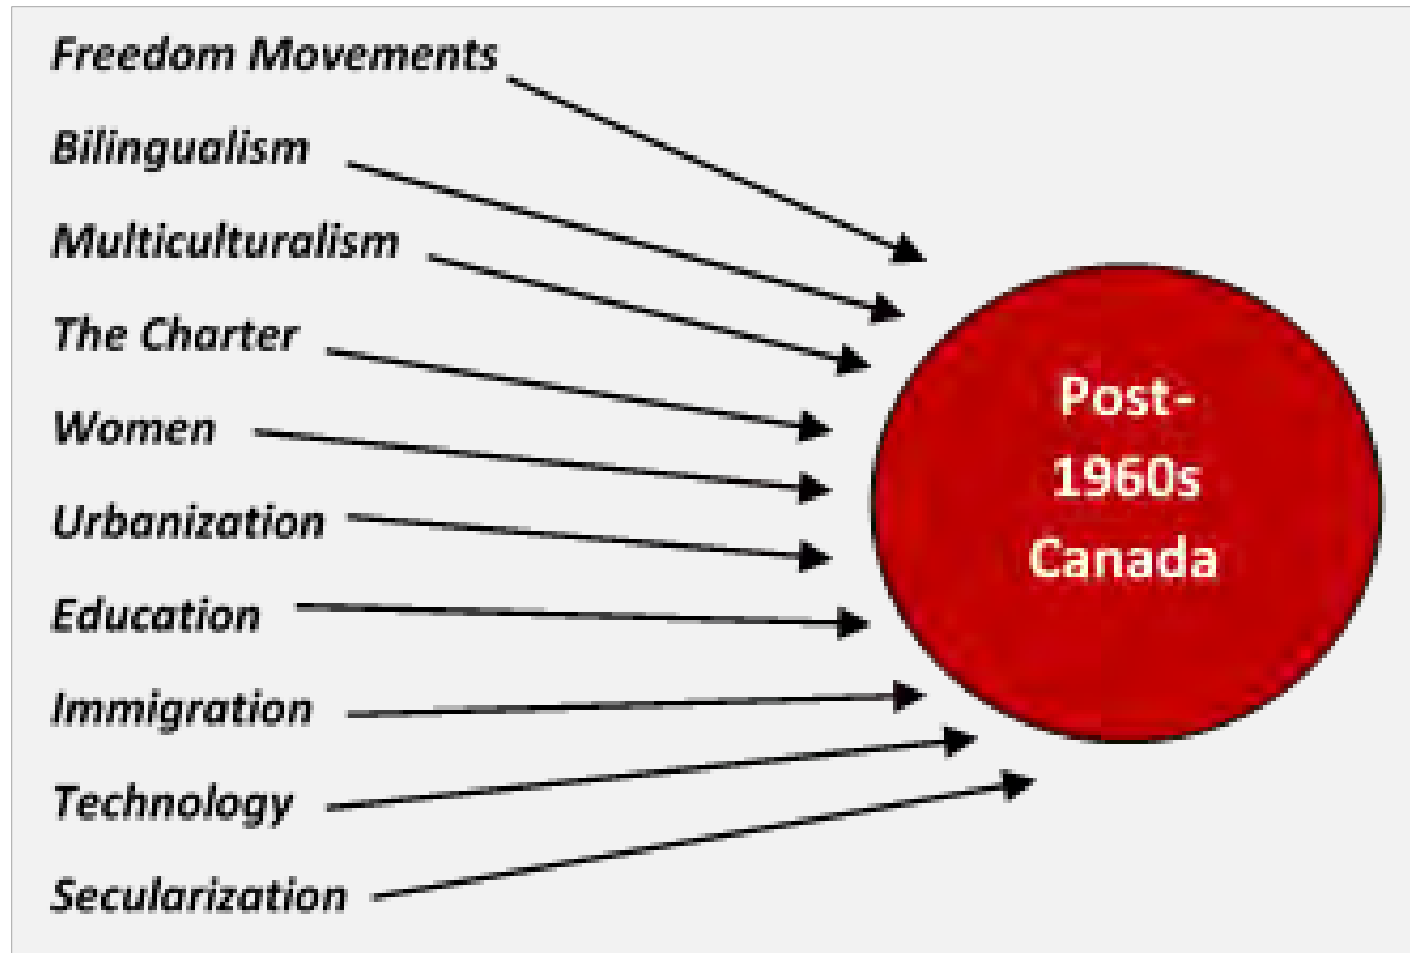 Freedom Movements
Bilingualism
Multiculturalism
The Charter
Women
Urbanization
Education
Immigration
Technology
Secularization
Post-
1960s
Canada